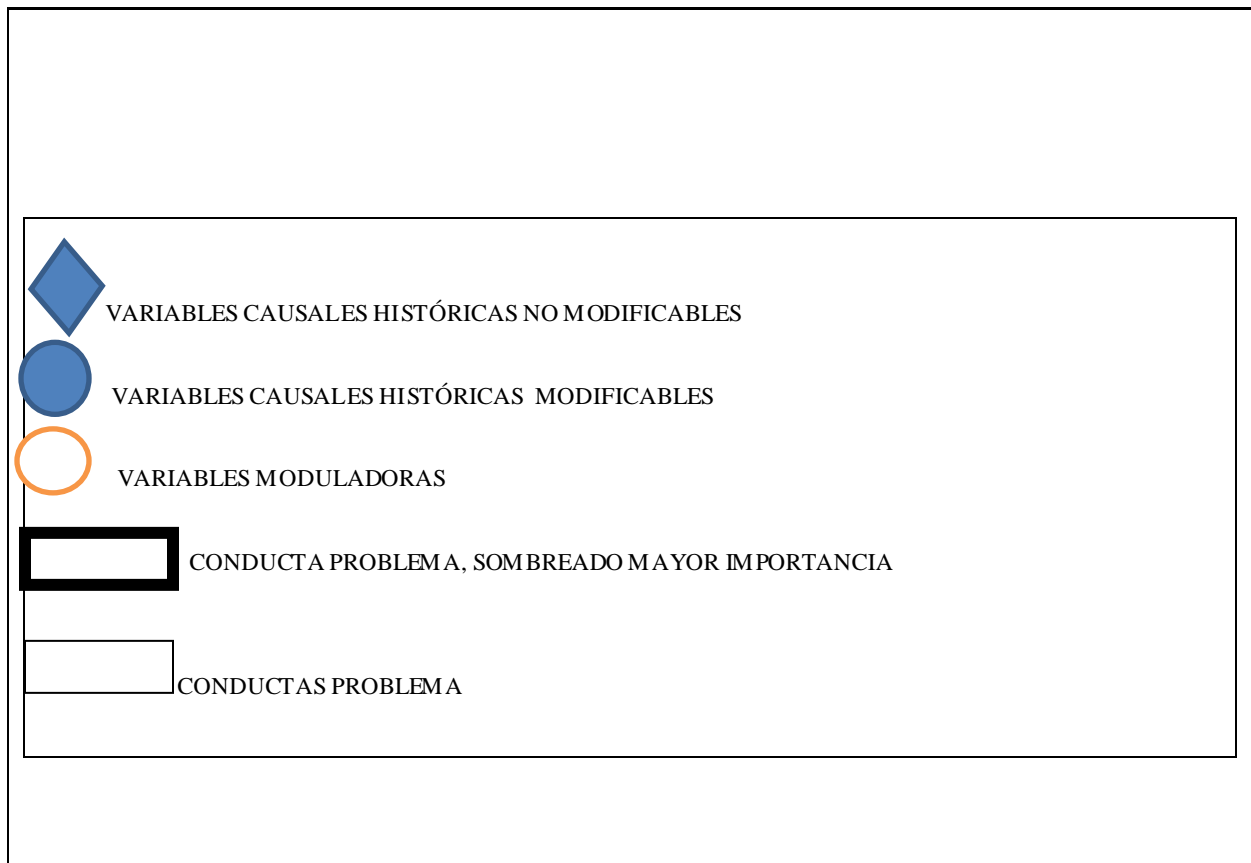 VARIABLES CAUSALES HISTÓRICAS NO MODIFICABLES
VARIABLES CAUSALES HISTÓRICAS MODIFICABLES
VARIABLES MODULADORAS
CONDUCTA PROBLEMA, SOMBREADO MAYOR IMPORTANCIA
CONDUCTAS PROBLEMA